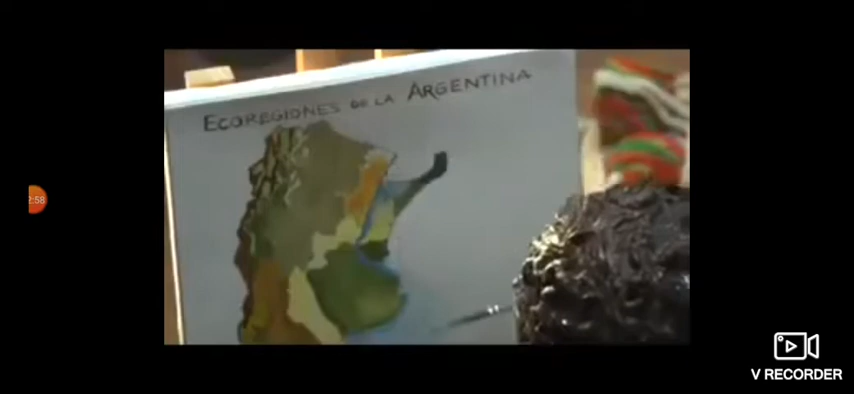 ECOREGIONES DE LA ARGENTINA
2:58
V RECORDER